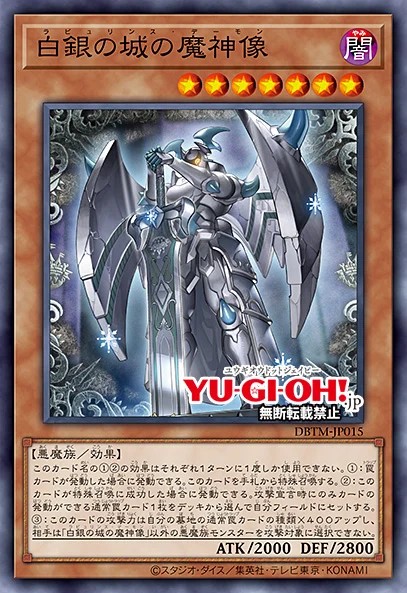 ラビュリンス・デーモン
白銀の城の魔神像
やみ
闇
ユウギオウドットジェイピー
YU-GI-OH!.jp
無断転載禁止
DBTM-JP015
【悪魔族／効果】
このカード名の①②の効果はそれぞれ１ターンに１度しか使用できない。①：罠
カードが発動した場合に発動できる。このカードを手札から特殊召喚する。②：この
カードが特殊召喚に成功した場合に発動できる。攻撃宣言時にのみカードの
発動ができる通常罠カード１枚をデッキから選んで自分フィールドにセットする。
③：このカードの攻撃力は自分の墓地の通常罠カードの種類×４００アップし、
相手は「白銀の城の魔神像」以外の悪魔族モンスターを攻撃対象に選択できない。
ATK/2000 DEF/2800
©スタジオ・ダイス／集英社・テレビ東京・KONAMI